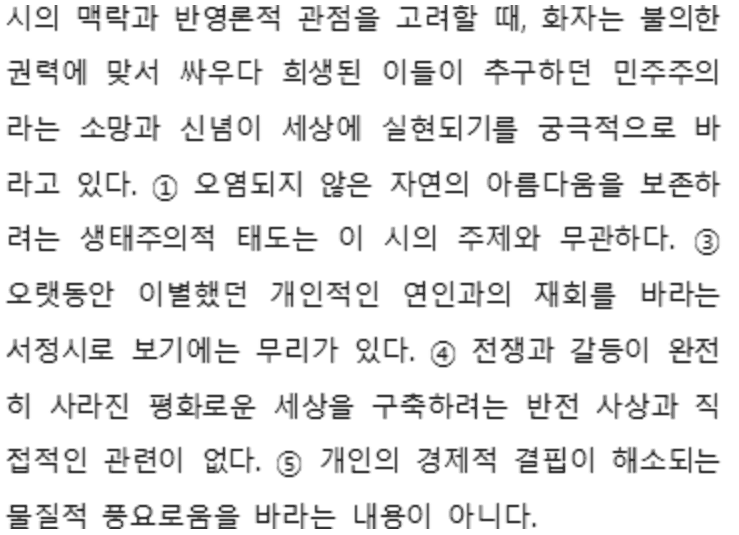 시의 맥락과 반영론적 관점을 고려할 때, 화자는 불의한
권력에 맞서 싸우다 희생된 이들이 추구하던 민주주의
라는 소망과 신념이 세상에 실현되기를 궁극적으로 바
라고 있다. ① 오염되지 않은 자연의 아름다움을 보존하
려는 생태주의적 태도는 이 시의 주제와 무관하다. ③
오랫동안 이별했던 개인적인 연인과의 재회를 바라는
서정시로 보기에는 무리가 있다. ④ 전쟁과 갈등이 완전
히 사라진 평화로운 세상을 구축하려는 반전 사상과 직
접적인 관련이 없다. ⑤ 개인의 경제적 결핍이 해소되는
물질적 풍요로움을 바라는 내용이 아니다.